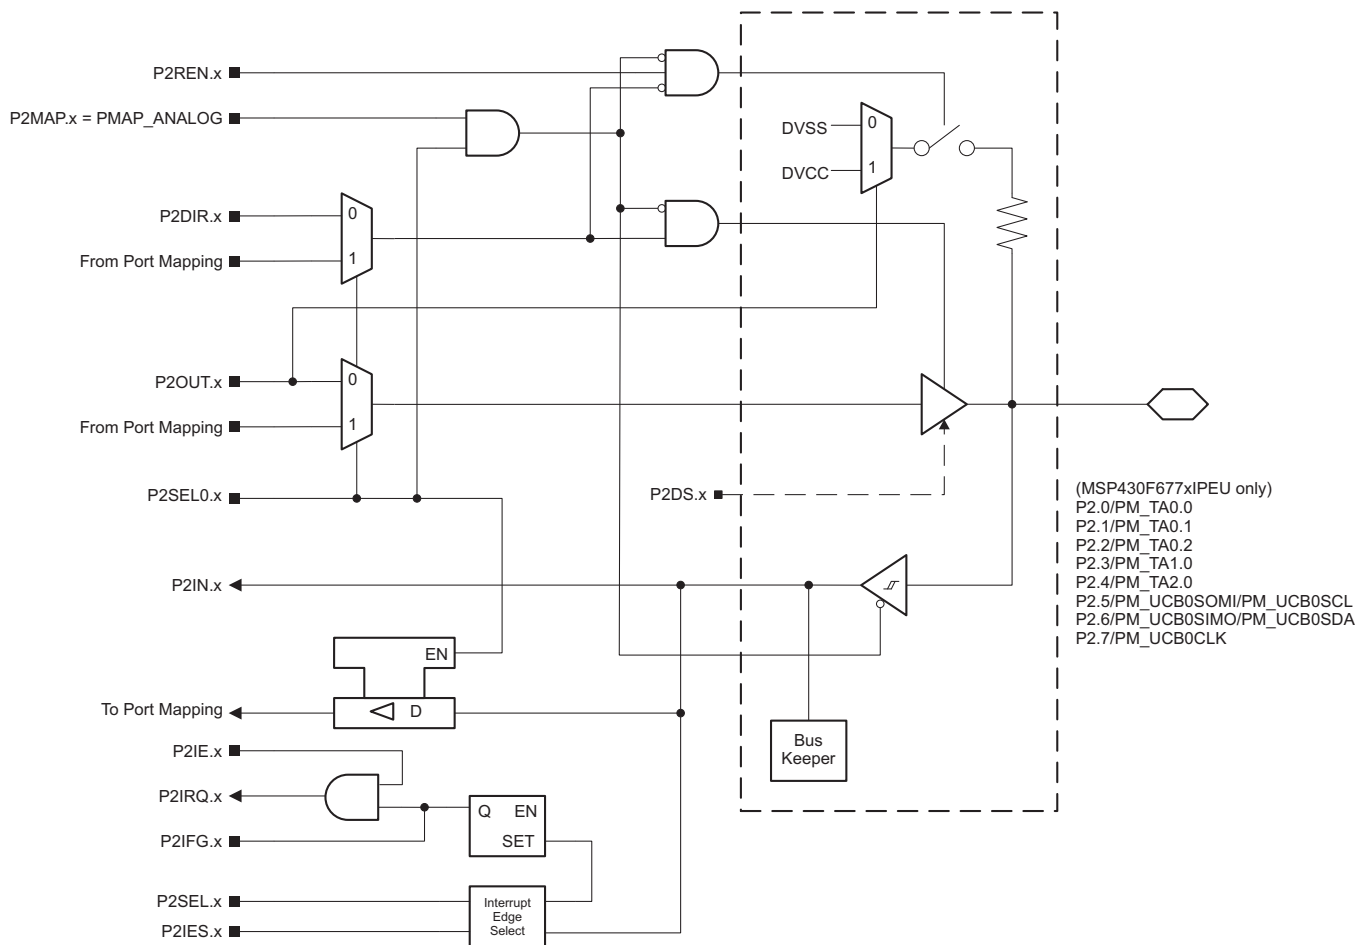 P2REN.x
P2MAP.x = PMAP_ANALOG
DVSS
0
DVCC
1
P2DIR.x
0
From Port Mapping
1
P2OUT.x
0
From Port Mapping
1
P2SEL0.x
P2DS.x
(MSP430F677xIPEU only)
P2.0/PM_TA0.0
P2.1/PM_TA0.1
P2.2/PM_TA0.2
P2.3/PM_TA1.0
P2.4/PM_TA2.0
P2.5/PM_UCB0SOMI/PM_UCB0SCL
P2.6/PM_UCB0SIMO/PM_UCB0SDA
P2.7/PM_UCB0CLK
P2IN.x
EN
To Port Mapping
D
Bus
Keeper
P2IE.x
P2IRQ.x
Q EN
SET
P2IFG.x
P2SEL.x
P2IES.x
Interrupt
Edge
Select